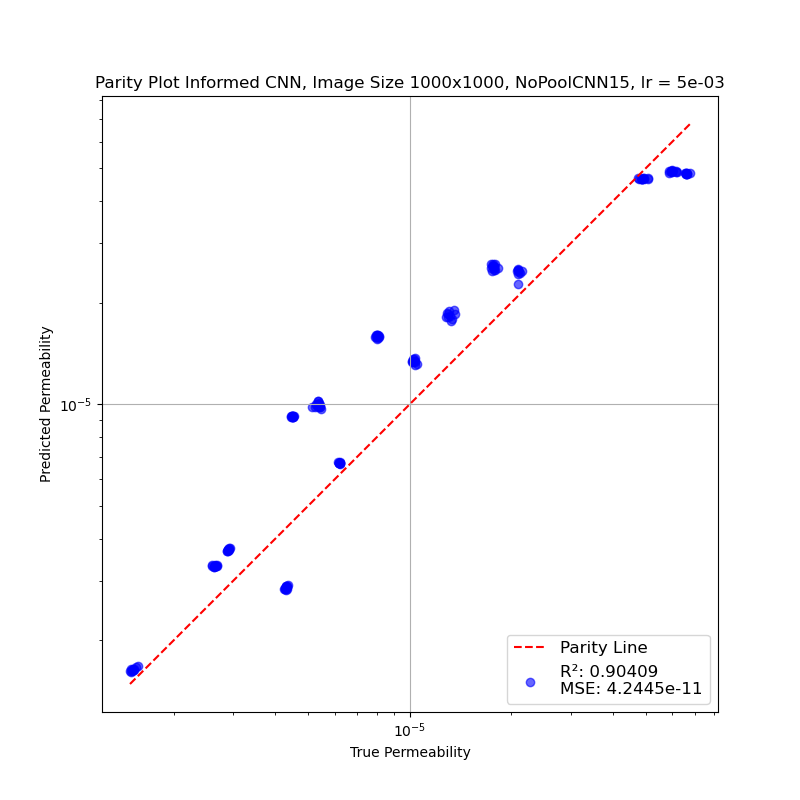 Parity Plot Informed CNN, Image Size 1000x1000, NoPoolCNN15, lr = 5e-03
Predicted Permeability
10⁻⁵
10⁻⁵
True Permeability
Parity Line
R²: 0.90409
MSE: 4.2445e-11